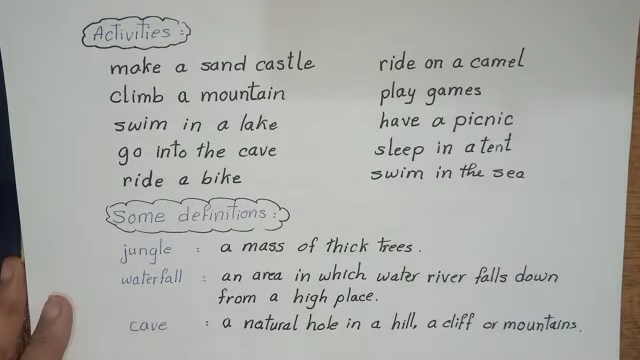 Activities :
make a sand castle
climb a mountain
swim in a lake
go into the cave
ride a bike
ride on a camel
play games
have a picnic
sleep in a tent
swim in the sea
Some definitions :
jungle : a mass of thick trees.
waterfall : an area in which water river falls down
from a high place.
cave : a natural hole in a hill, a cliff or mountains.